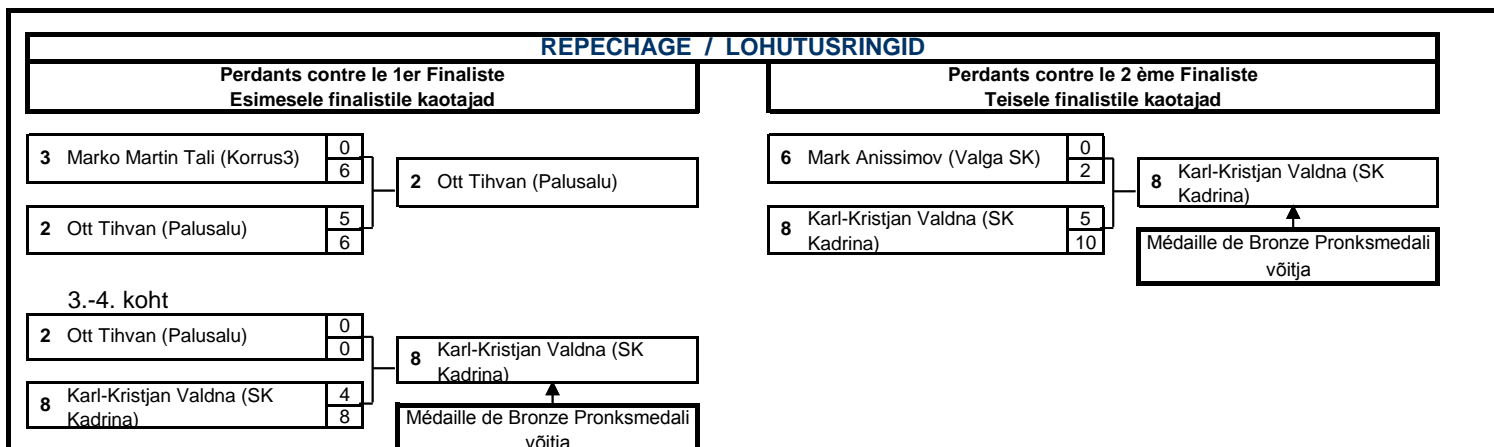 REPECHAGE / LOHUTUSRINGID
Perdants contre le 1er Finaliste
Esimesele finalistile kaotajad
Perdants contre le 2 ème Finaliste
Teisele finalistile kaotajad
3 Marko Martin Tali (Korrus3) 0
6
2 Ott Tihvan (Palusalu)
2 Ott Tihvan (Palusalu) 5
6
6 Mark Anissimov (Valga SK) 0
2
8 Karl-Kristjan Valdna (SK
Kadrina)
8 Karl-Kristjan Valdna (SK 5
Kadrina) 10
Médaille de Bronze Pronksmedali
võitja
3.-4. koht
2 Ott Tihvan (Palusalu) 0
0
8 Karl-Kristjan Valdna (SK
Kadrina)
8 Karl-Kristjan Valdna (SK 4
Kadrina) 8
Médaille de Bronze Pronksmedali
võitja